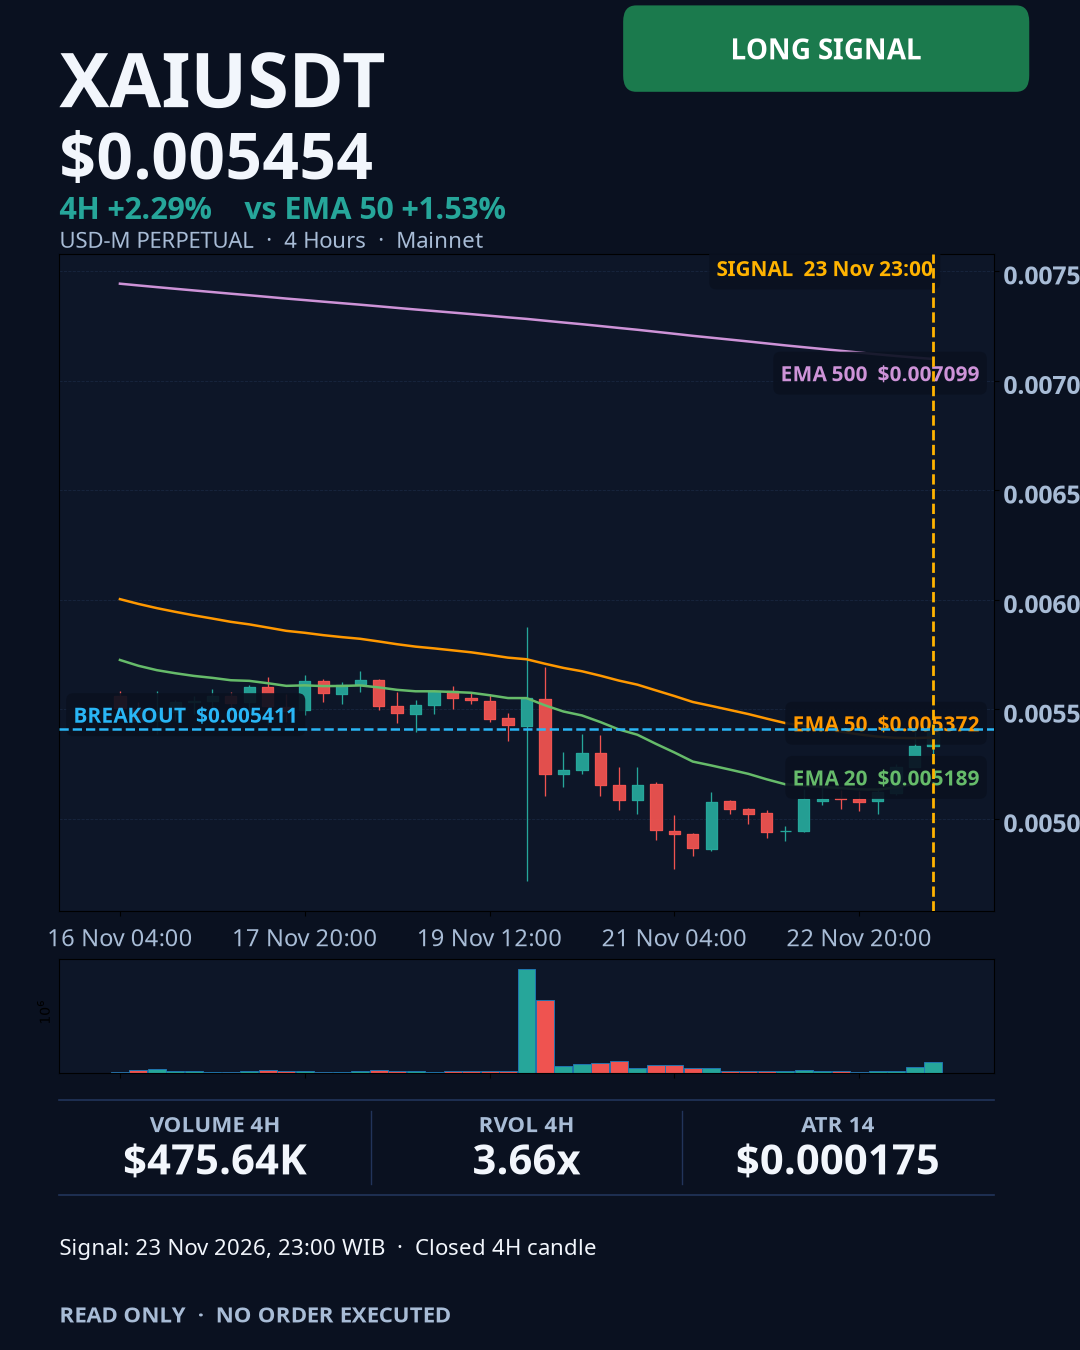 LONG SIGNAL
XAIUSDT
$0.005454
4H +2.29% vs EMA 50 +1.53%
USD-M PERPETUAL · 4 Hours · Mainnet
SIGNAL 23 Nov 23:00
0.0075
EMA 500 $0.007099
0.0070
0.0065
0.0060
BREAKOUT $0.005411
0.0055
EMA 50 $0.005372
EMA 20 $0.005189
0.0050
16 Nov 04:00 17 Nov 20:00 19 Nov 12:00 21 Nov 04:00 22 Nov 20:00
10⁶
VOLUME 4H RVOL 4H ATR 14
$475.64K 3.66x $0.000175
Signal: 23 Nov 2026, 23:00 WIB · Closed 4H candle
READ ONLY · NO ORDER EXECUTED